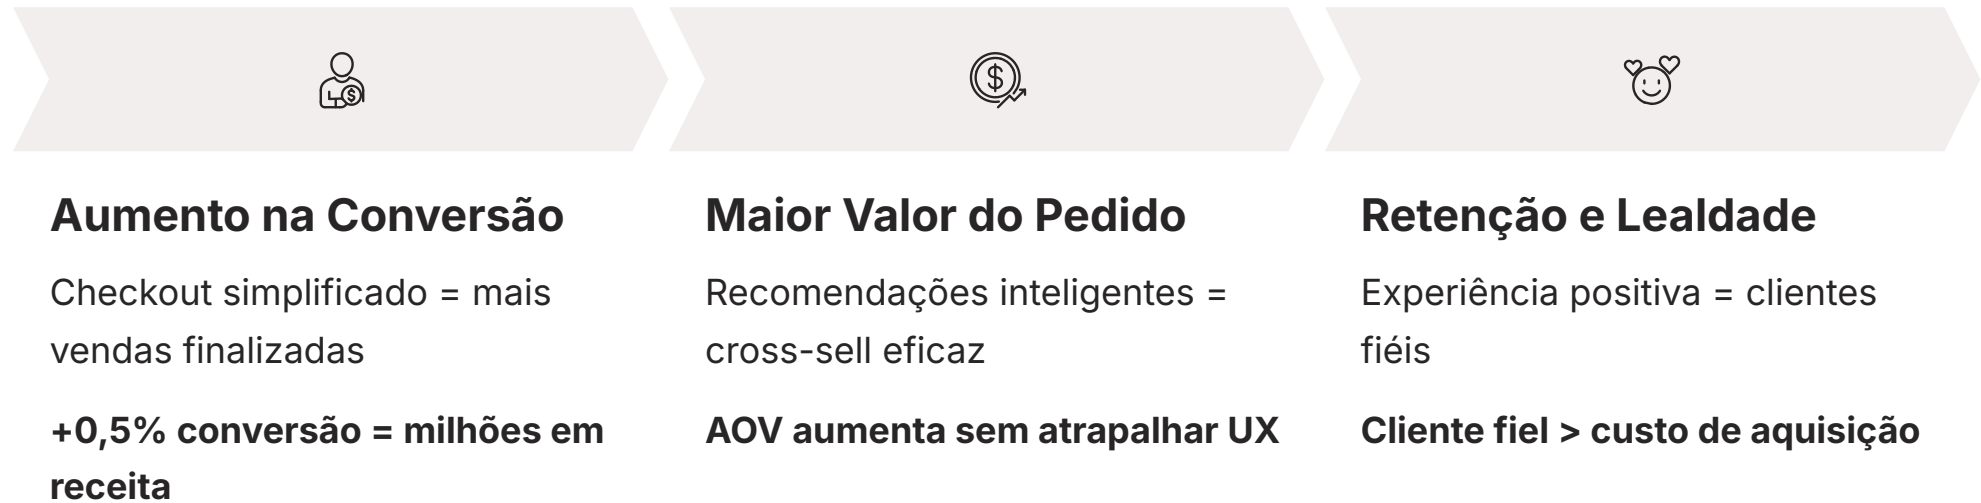 Aumento na Conversão
Checkout simplificado = mais
vendas finalizadas
+0,5% conversão = milhões em
receita
Maior Valor do Pedido
Recomendações inteligentes =
cross-sell eficaz
AOV aumenta sem atrapalhar UX
Retenção e Lealdade
Experiência positiva = clientes
fiéis
Cliente fiel > custo de aquisição